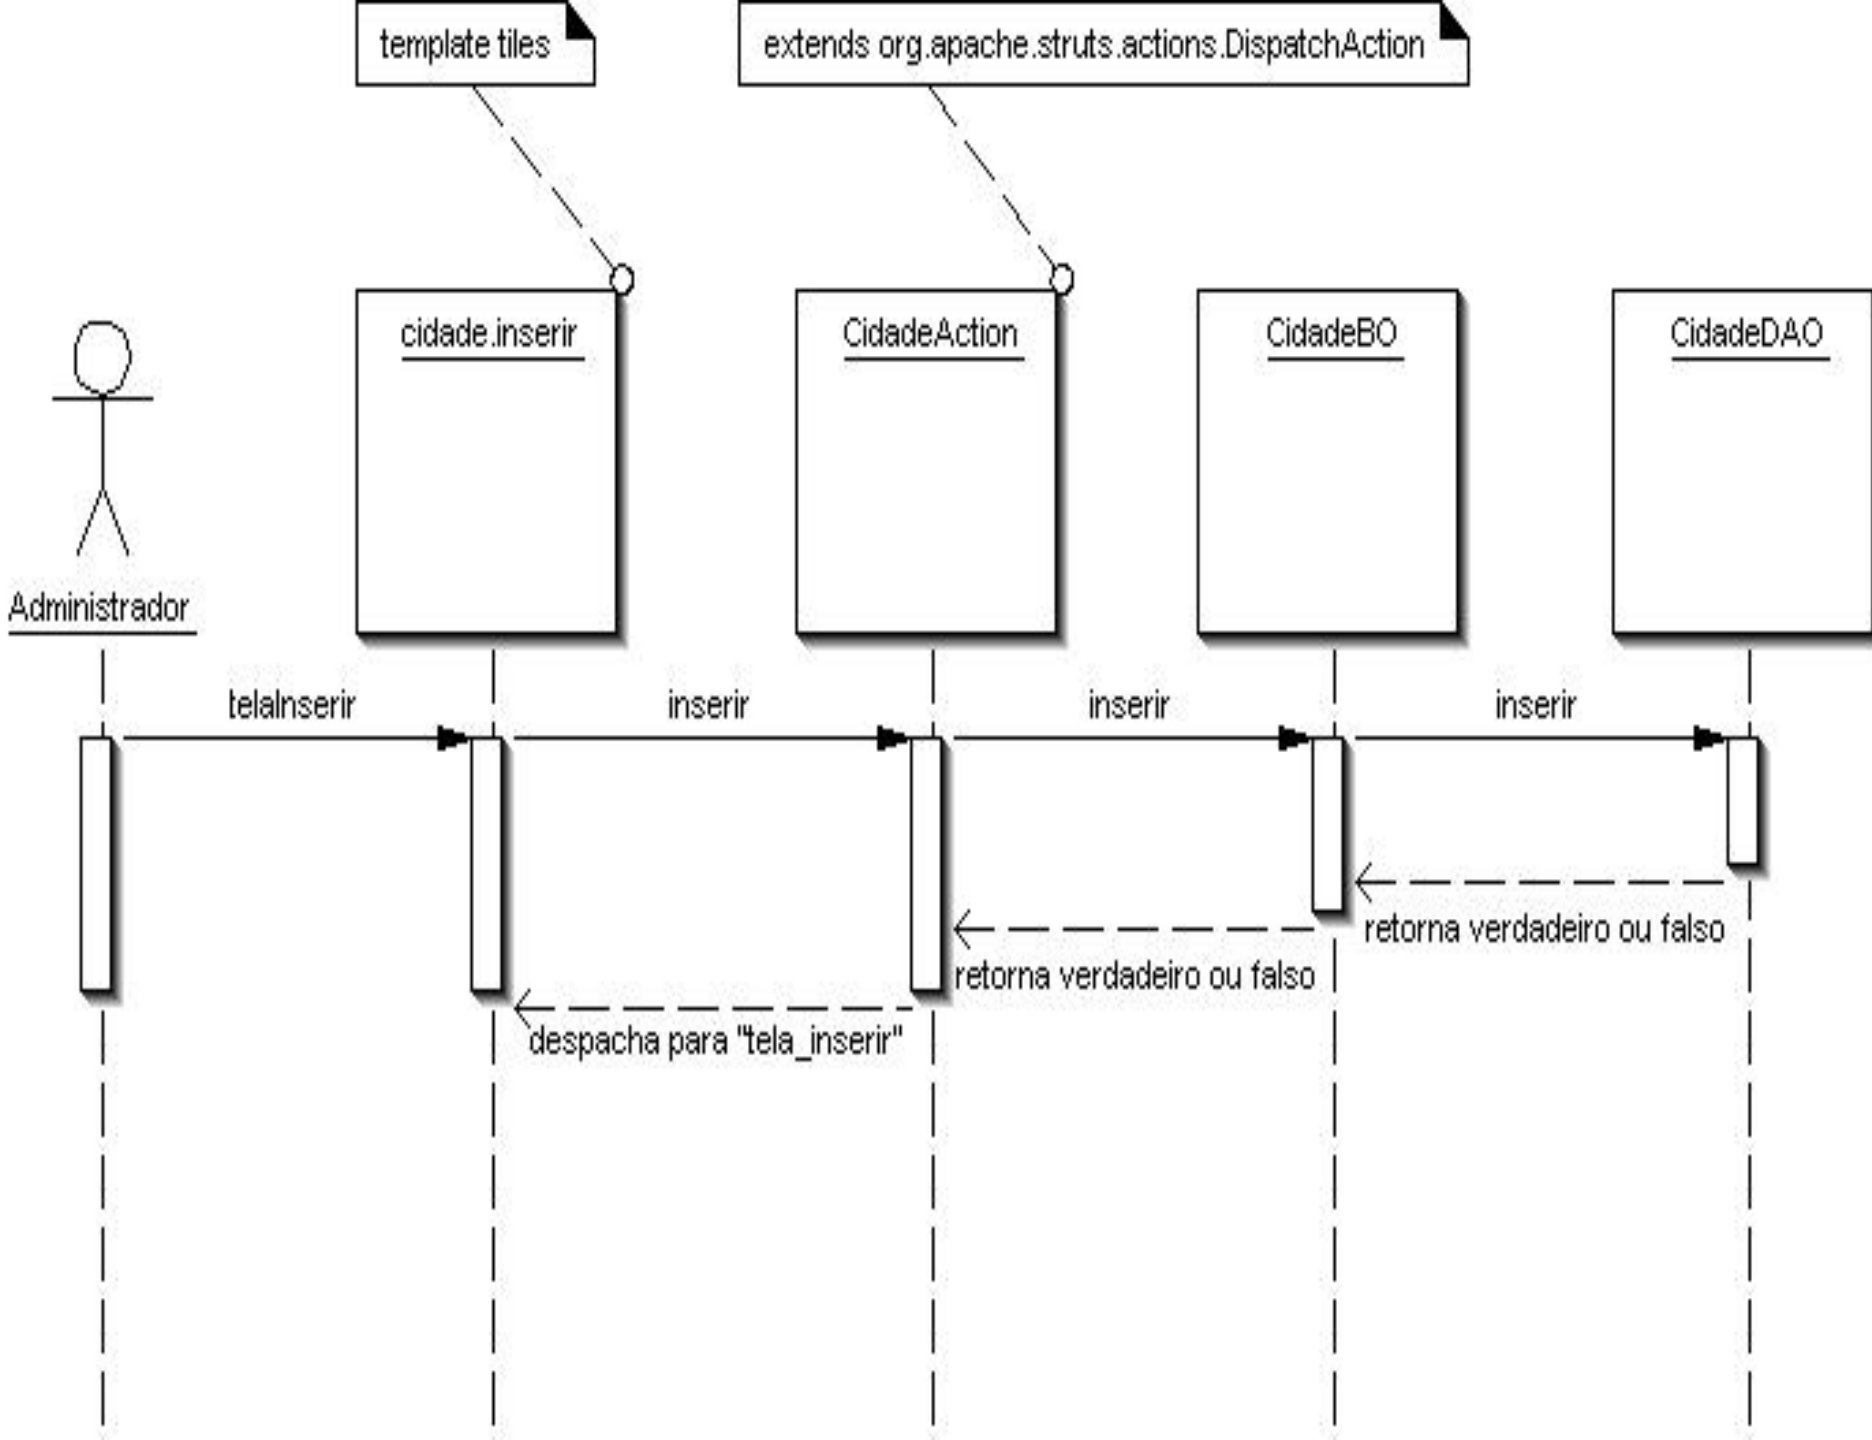 template tiles
extends org.apache.struts.actions.DispatchAction
cidade.inserir
CidadeAction
CidadeBO
CidadeDAO
Administrador
telaInserir
inserir
inserir
inserir
retorna verdadeiro ou falso
retorna verdadeiro ou falso
despacha para "tela_inserir"